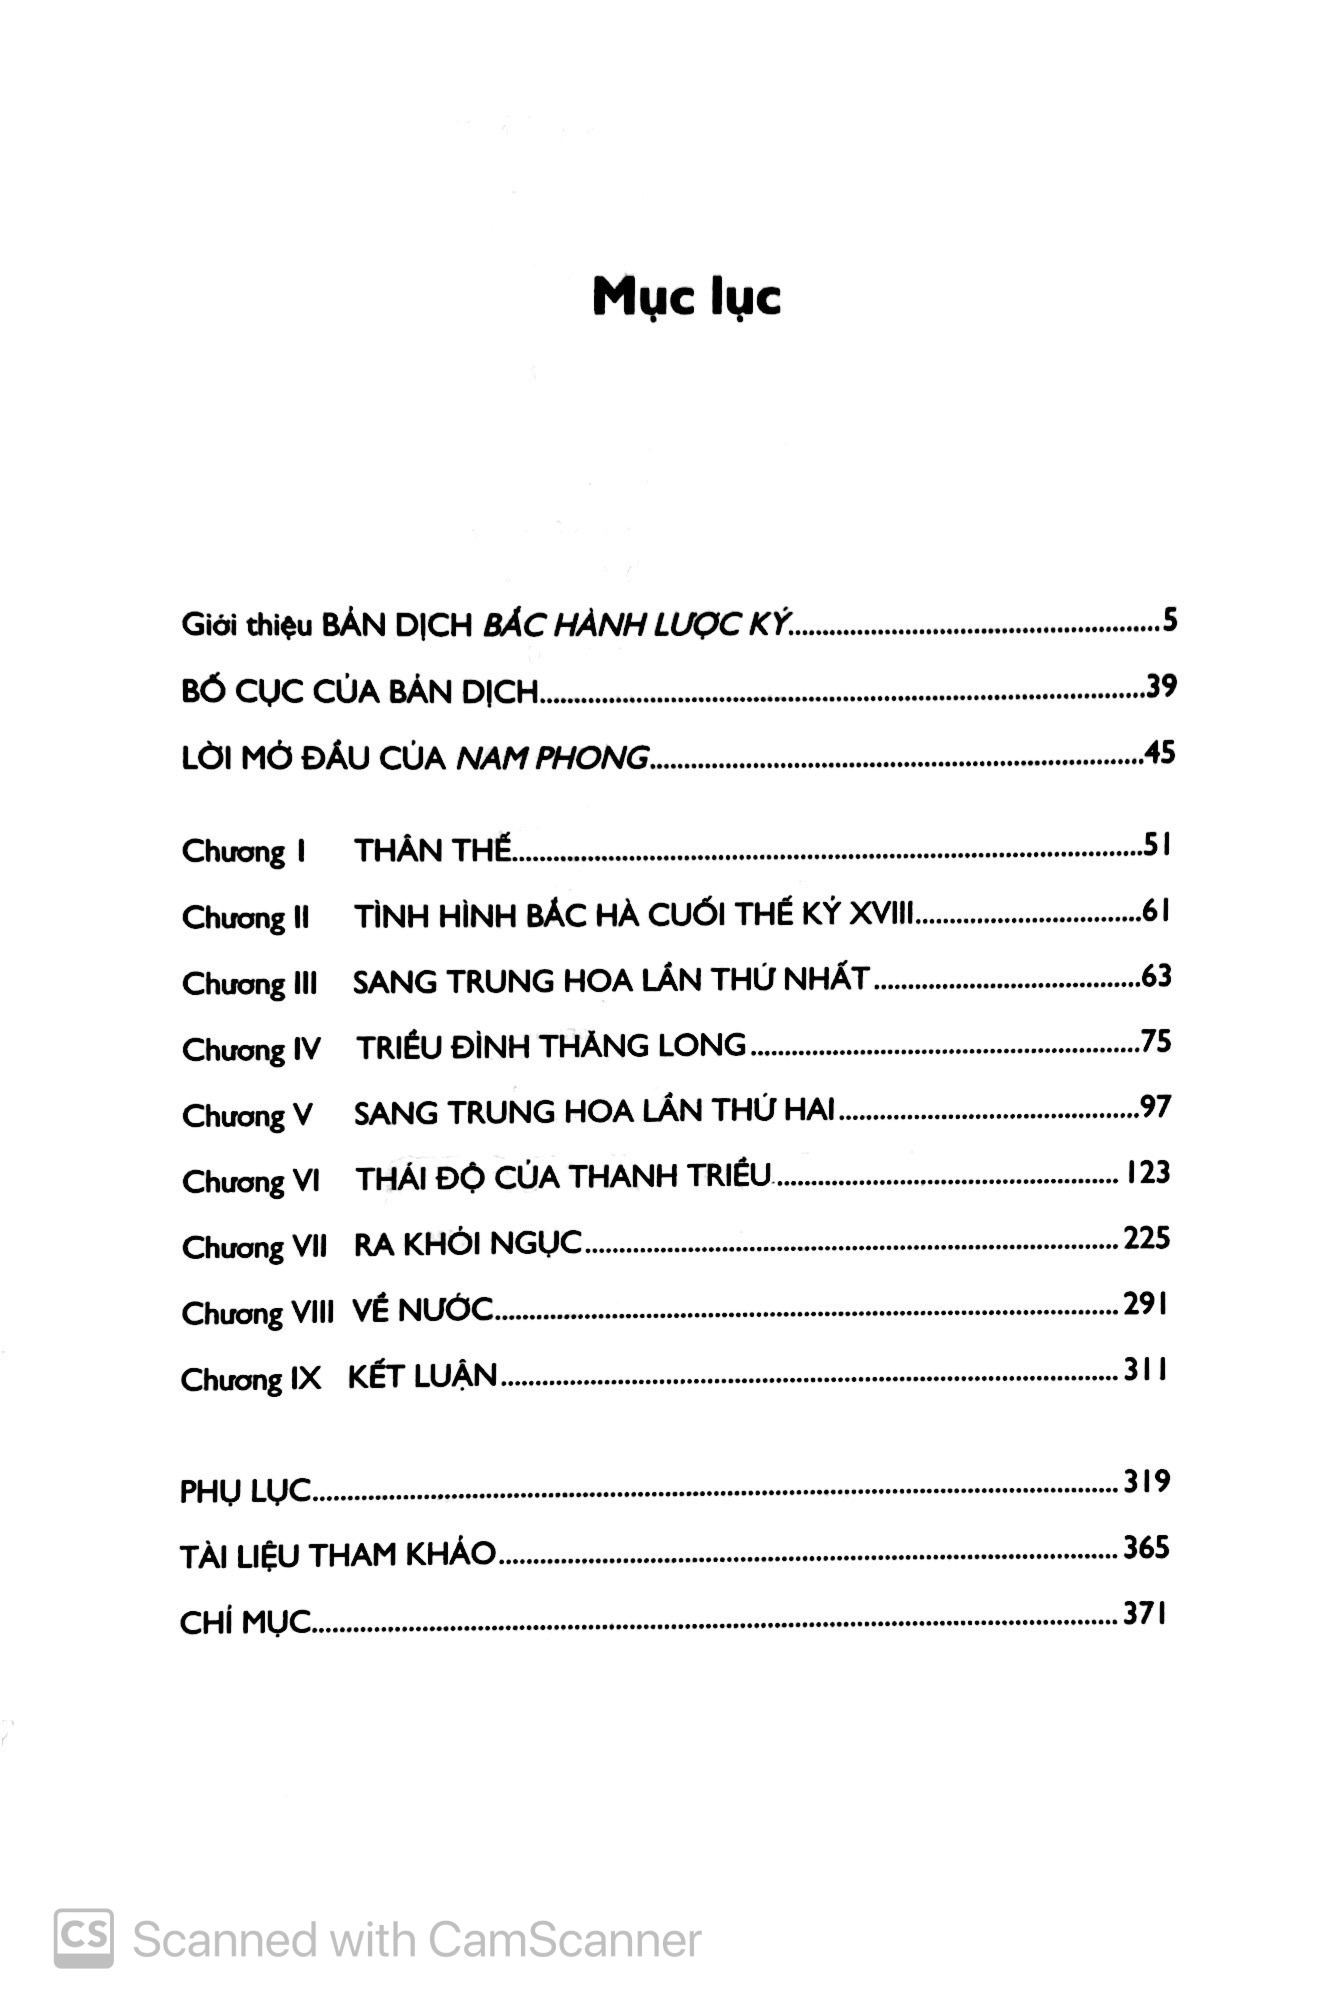 Mục lục
Giới thiệu BẢN DỊCH BẮC HÀNH LƯỢC KÝ......5
BỐ CỤC CỦA BẢN DỊCH......39
LỜI MỞ ĐẦU CỦA NAM PHONG......45
Chương I THÂN THẾ......51
Chương II TÌNH HÌNH BẮC HÀ CUỐI THẾ KỶ XVIII......61
Chương III SANG TRUNG HOA LẦN THỨ NHẤT......63
Chương IV TRIỀU ĐÌNH THĂNG LONG......75
Chương V SANG TRUNG HOA LẦN THỨ HAI......97
Chương VI THÁI ĐỘ CỦA THANH TRIỀU......123
Chương VII RA KHỎI NGỤC......225
Chương VIII VỀ NƯỚC......291
Chương IX KẾT LUẬN......311
PHỤ LỤC......319
TÀI LIỆU THAM KHẢO......365
CHỈ MỤC......371
CS Scanned with CamScanner